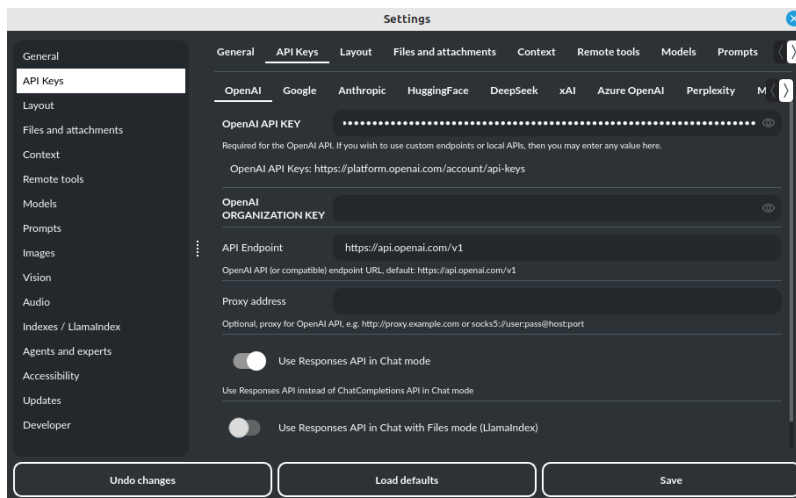 Settings
General
API Keys
Layout
Files and attachments
Context
Remote tools
Models
Prompts
Images
Vision
Audio
Indexes / LlamaIndex
Agents and experts
Accessibility
Updates
Developer
General API Keys Layout Files and attachments Context Remote tools Models Prompts
OpenAI Google Anthropic HuggingFace DeepSeek xAI Azure OpenAI Perplexity M
OpenAI API KEY
Required for the OpenAI API. If you wish to use custom endpoints or local APIs, then you may enter any value here.
OpenAI API Keys: https://platform.openai.com/account/api-keys
OpenAI
ORGANIZATION KEY
API Endpoint https://api.openai.com/v1
OpenAI API (or compatible) endpoint URL, default: https://api.openai.com/v1
Proxy address
Optional, proxy for OpenAI API, e.g. http://proxy.example.com or socks5://user:pass@host:port
Use Responses API in Chat mode
Use Responses API instead of ChatCompletions API in Chat mode
Use Responses API in Chat with Files mode (LlamaIndex)
Undo changes Load defaults Save